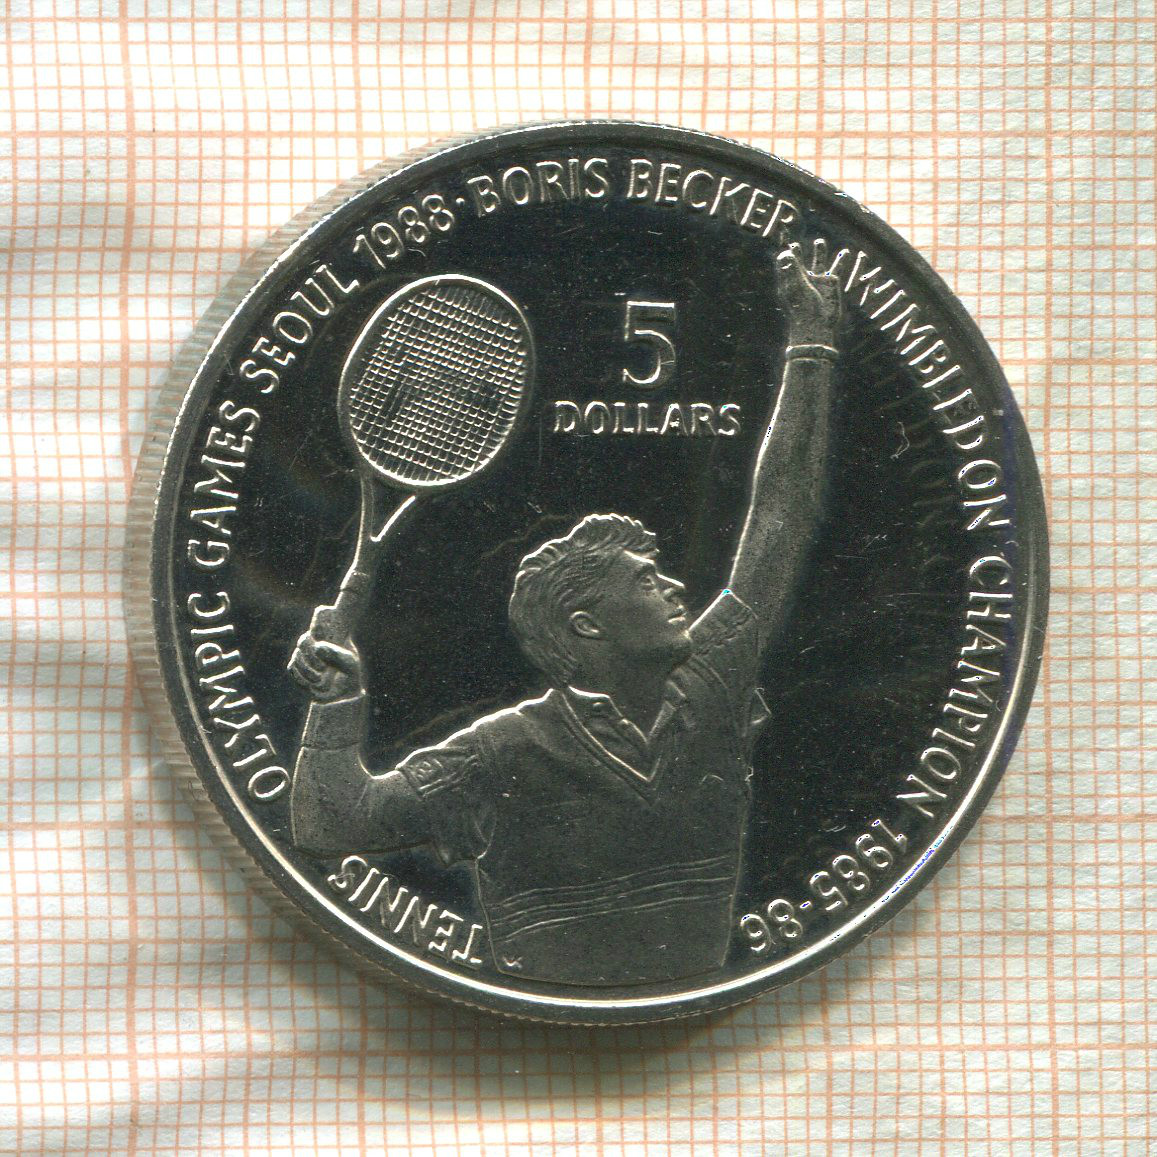 TENNIS OLYMPIC GAMES SEOUL 1988 · BORIS BECKER WIMBLEDON CHAMPION 1985-86
5
DOLLARS